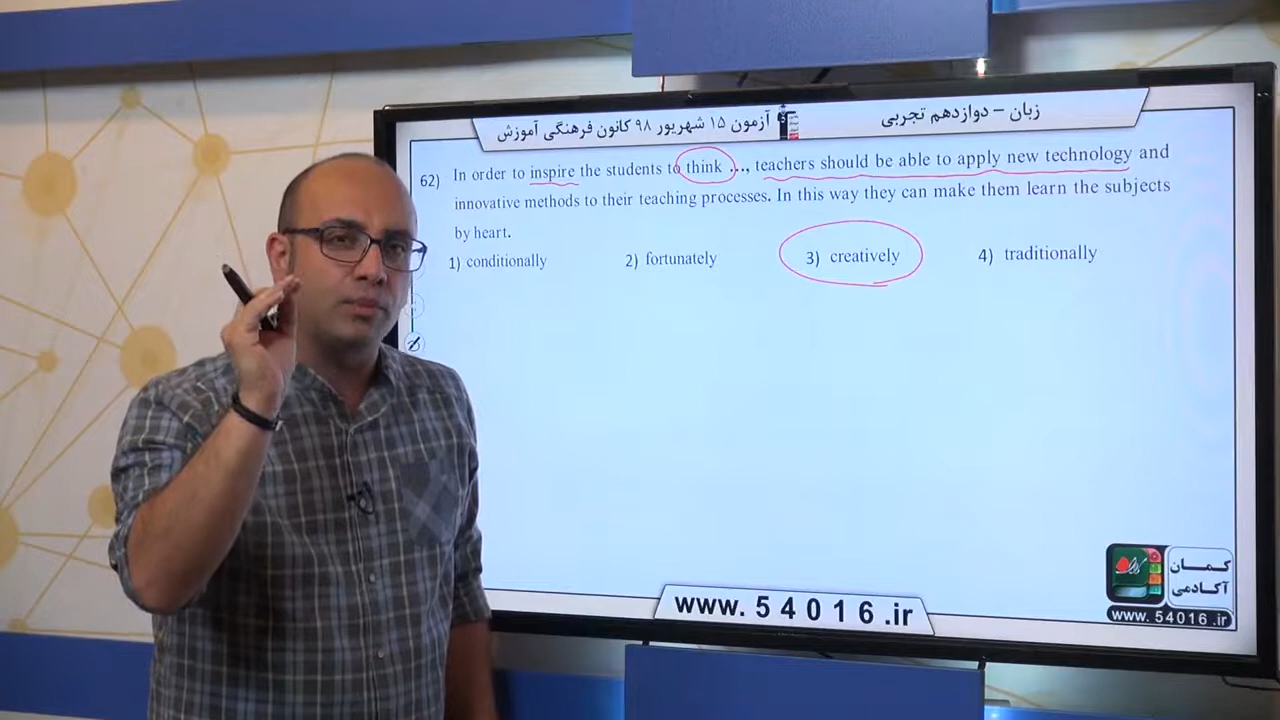 زبان - دوازدهم تجربی
آزمون ۱۵ شهریور ۹۸ کانون فرهنگی آموزش
62) In order to inspire the students to think ..., teachers should be able to apply new technology and
innovative methods to their teaching processes. In this way they can make them learn the subjects
by heart.
1) conditionally 2) fortunately 3) creatively 4) traditionally
کمان
آکادمی
www. 54016 .ir
www. 5 4 0 1 6 .ir